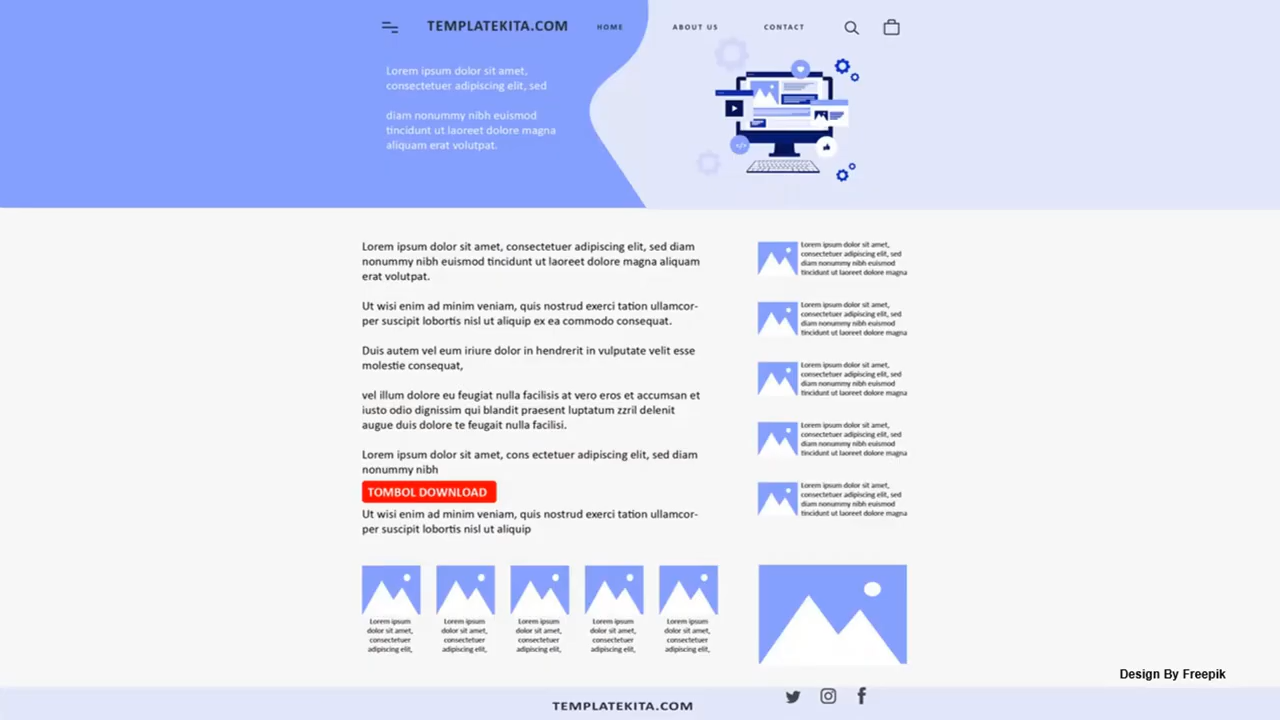 TEMPLATEKITA.COM
HOME
ABOUT US
CONTACT
Lorem ipsum dolor sit amet,
consectetuer adipiscing elit, sed
diam nonummy nibh euismod
tincidunt ut laoreet dolore magna
aliquam erat volutpat.
Lorem ipsum dolor sit amet, consectetuer adipiscing elit, sed diam
nonummy nibh euismod tincidunt ut laoreet dolore magna aliquam
erat volutpat.
Ut wisi enim ad minim veniam, quis nostrud exerci tation ullamcor-
per suscipit lobortis nisl ut aliquip ex ea commodo consequat.
Duis autem vel eum iriure dolor in hendrerit in vulputate velit esse
molestie consequat,
vel illum dolore eu feugiat nulla facilisis at vero eros et accumsan et
iusto odio dignissim qui blandit praesent luptatum zzril delenit
augue duis dolore te feugait nulla facilisi.
Lorem ipsum dolor sit amet, cons ectetuer adipiscing elit, sed diam
nonummy nibh
TOMBOL DOWNLOAD
Ut wisi enim ad minim veniam, quis nostrud exerci tation ullamcor-
per suscipit lobortis nisl ut aliquip
Lorem ipsum dolor sit amet,
consectetuer adipiscing elit, sed
diam nonummy nibh euismod
tincidunt ut laoreet dolore magna
Lorem ipsum dolor sit amet,
consectetuer adipiscing elit, sed
diam nonummy nibh euismod
tincidunt ut laoreet dolore magna
Lorem ipsum dolor sit amet,
consectetuer adipiscing elit, sed
diam nonummy nibh euismod
tincidunt ut laoreet dolore magna
Lorem ipsum dolor sit amet,
consectetuer adipiscing elit, sed
diam nonummy nibh euismod
tincidunt ut laoreet dolore magna
Lorem ipsum dolor sit amet,
consectetuer adipiscing elit, sed
diam nonummy nibh euismod
tincidunt ut laoreet dolore magna
Lorem ipsum
dolor sit amet,
consectetuer
adipiscing elit,
Lorem ipsum
dolor sit amet,
consectetuer
adipiscing elit,
Lorem ipsum
dolor sit amet,
consectetuer
adipiscing elit,
Lorem ipsum
dolor sit amet,
consectetuer
adipiscing elit,
Lorem ipsum
dolor sit amet,
consectetuer
adipiscing elit,
Design By Freepik
TEMPLATEKITA.COM